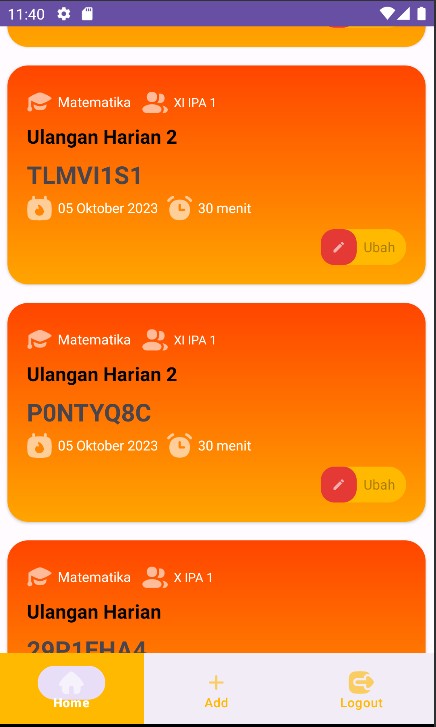 11:40
Matematika XI IPA 1
Ulangan Harian 2
TLMVI1S1
05 Oktober 2023 30 menit
Ubah
Matematika XI IPA 1
Ulangan Harian 2
P0NTYQ8C
05 Oktober 2023 30 menit
Ubah
Matematika X IPA 1
Ulangan Harian
29P1EHA4
Home Add Logout